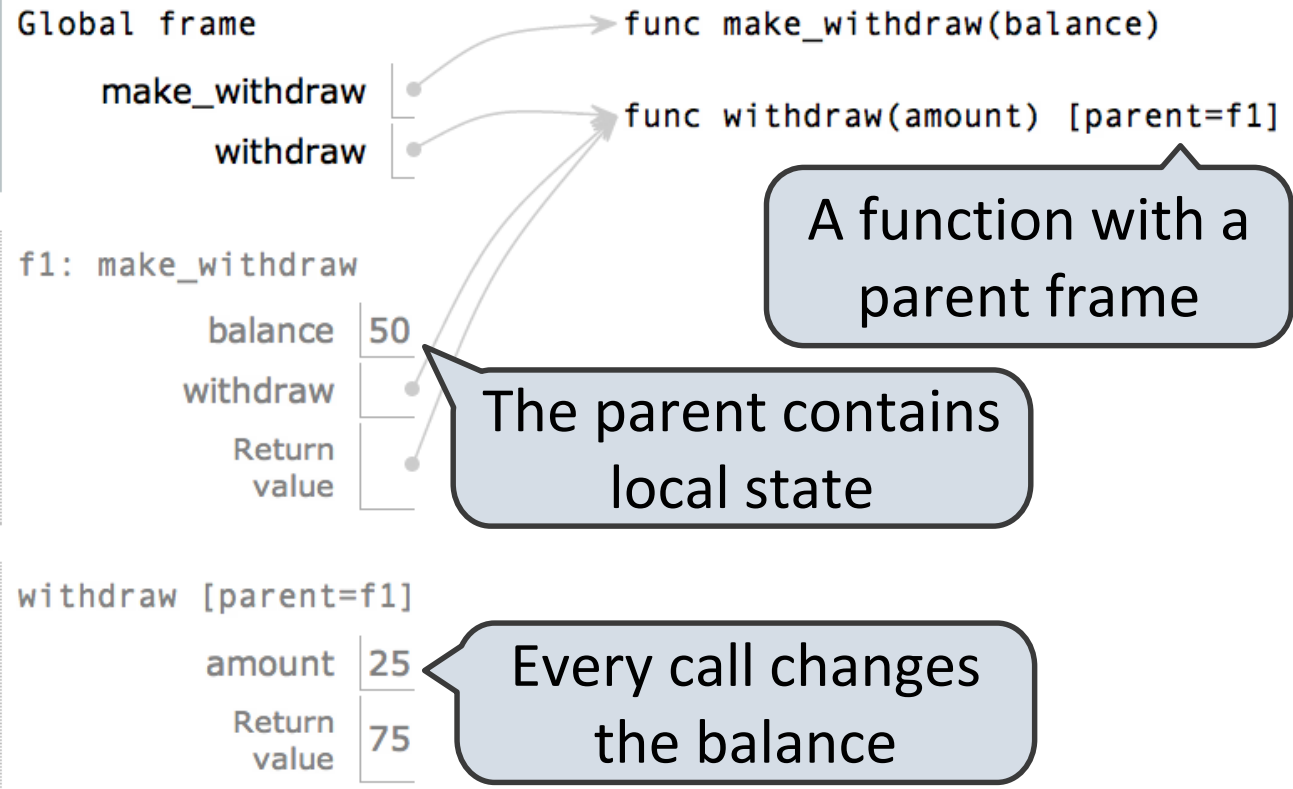 Global frame
func make_withdraw(balance)
make_withdraw
func withdraw(amount) [parent=f1]
withdraw
A function with a
parent frame
f1: make_withdraw
balance 50
withdraw
Return
value
The parent contains
local state
withdraw [parent=f1]
amount 25
Return
value 75
Every call changes
the balance